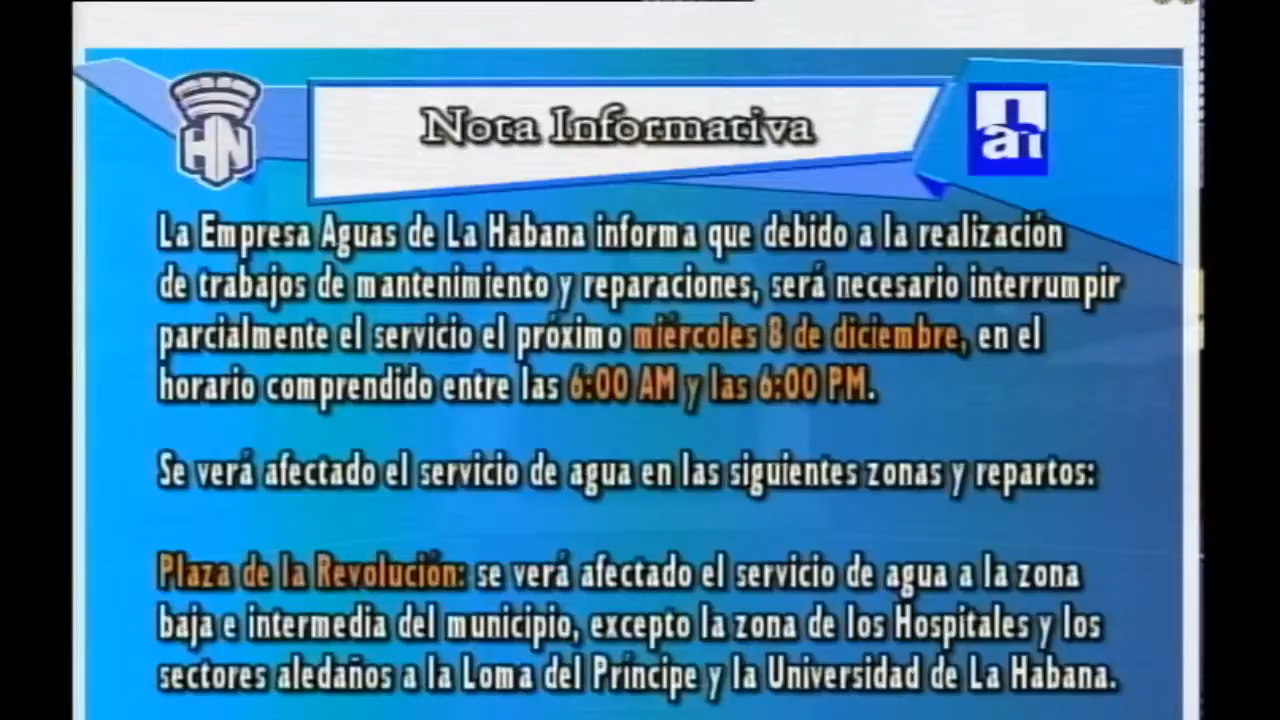 HN
Nota Informativa
ah
La Empresa Aguas de La Habana informa que debido a la realización
de trabajos de mantenimiento y reparaciones, será necesario interrumpir
parcialmente el servicio el próximo miércoles 8 de diciembre, en el
horario comprendido entre las 6:00 AM y las 6:00 PM.
Se verá afectado el servicio de agua en las siguientes zonas y repartos:
Plaza de la Revolución: se verá afectado el servicio de agua a la zona
baja e intermedia del municipio, excepto la zona de los Hospitales y los
sectores aledaños a la Loma del Príncipe y la Universidad de La Habana.